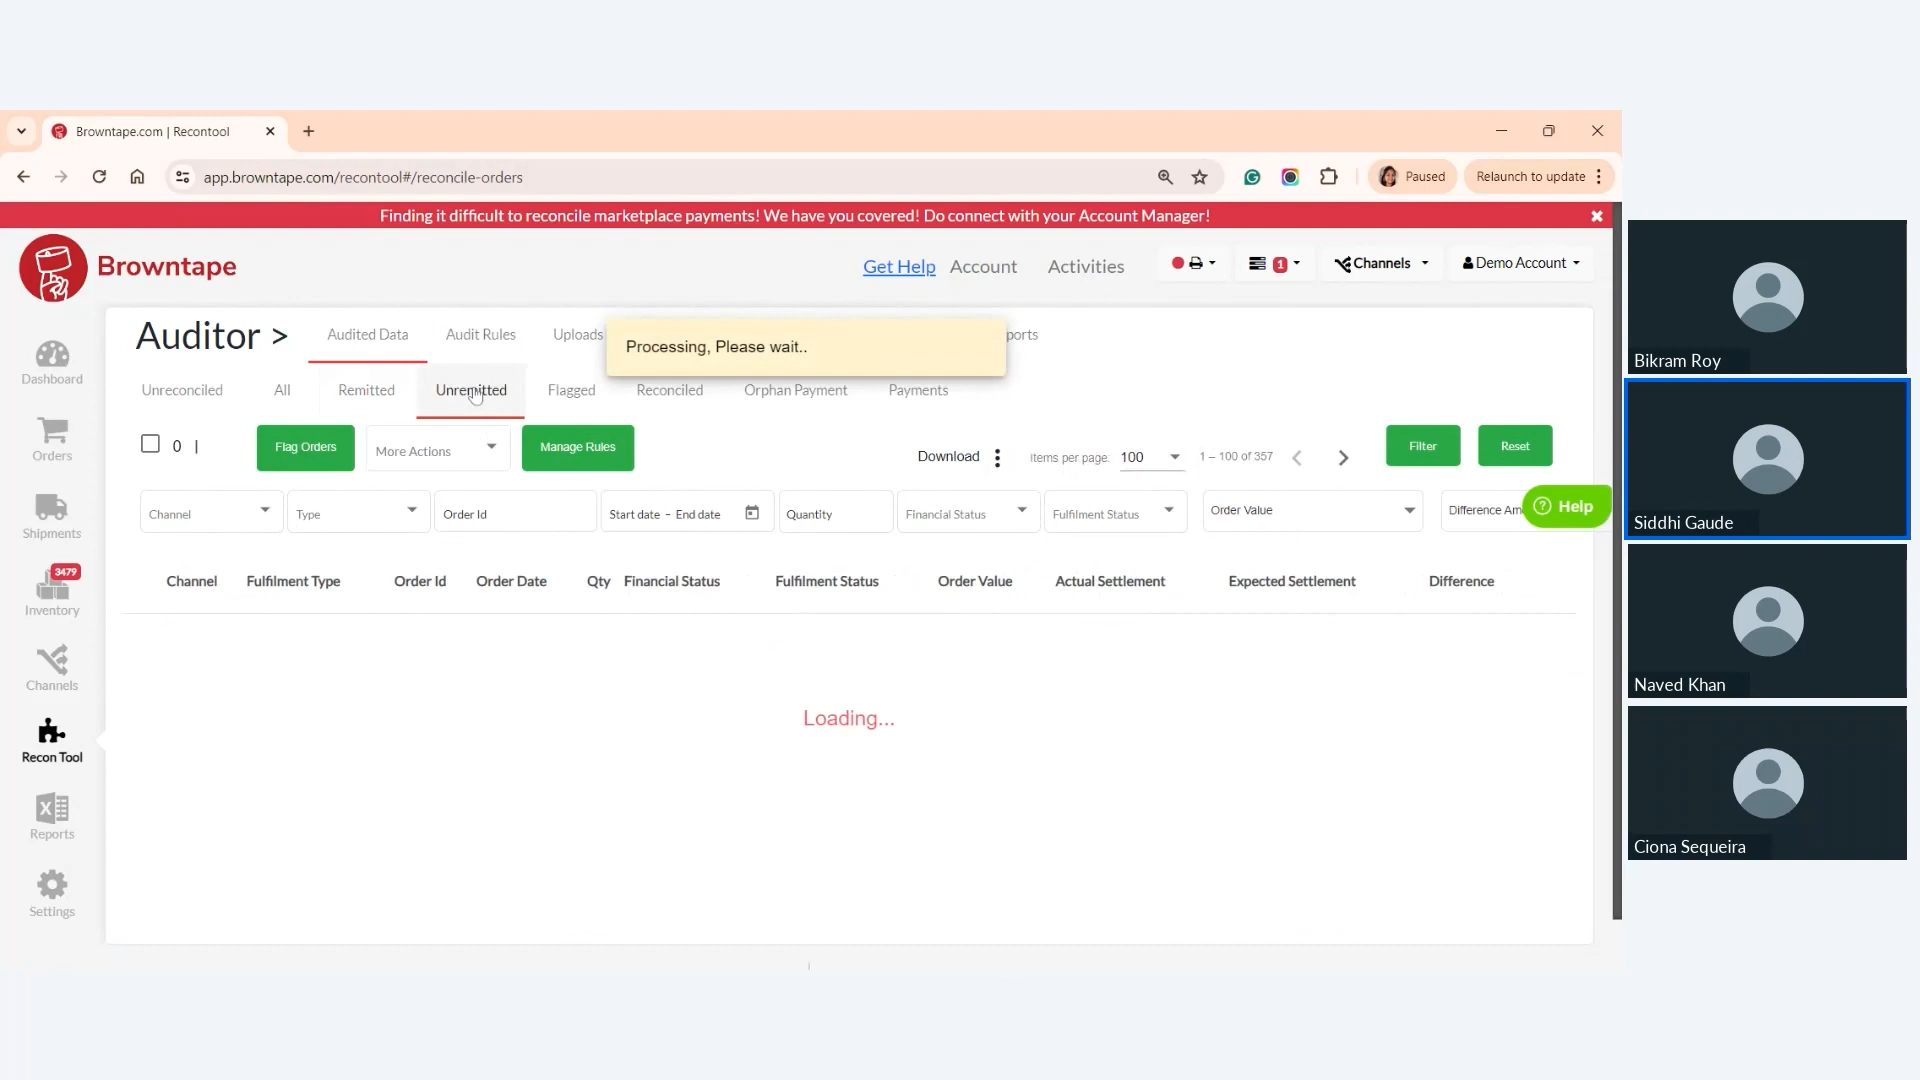 Browntape.com | Recontool
app.browntape.com/recontool#/reconcile-orders
Paused
Relaunch to update
Finding it difficult to reconcile marketplace payments! We have you covered! Do connect with your Account Manager!
Browntape
Get Help Account Activities
1
Channels
Demo Account
Auditor > Audited Data Audit Rules Uploads ports
Processing, Please wait..
Unreconciled All Remitted Unremitted Flagged Reconciled Orphan Payment Payments
0 | Flag Orders More Actions Manage Rules Download Items per page: 100 1 – 100 of 357 Filter Reset
Channel Type Order Id Start date – End date Quantity Financial Status Fulfilment Status Order Value Difference Am
Help
Channel Fulfilment Type Order Id Order Date Qty Financial Status Fulfilment Status Order Value Actual Settlement Expected Settlement Difference
Loading...
Dashboard
Orders
Shipments
3479
Inventory
Channels
Recon Tool
Reports
Settings
Bikram Roy
Siddhi Gaude
Naved Khan
Ciona Sequeira